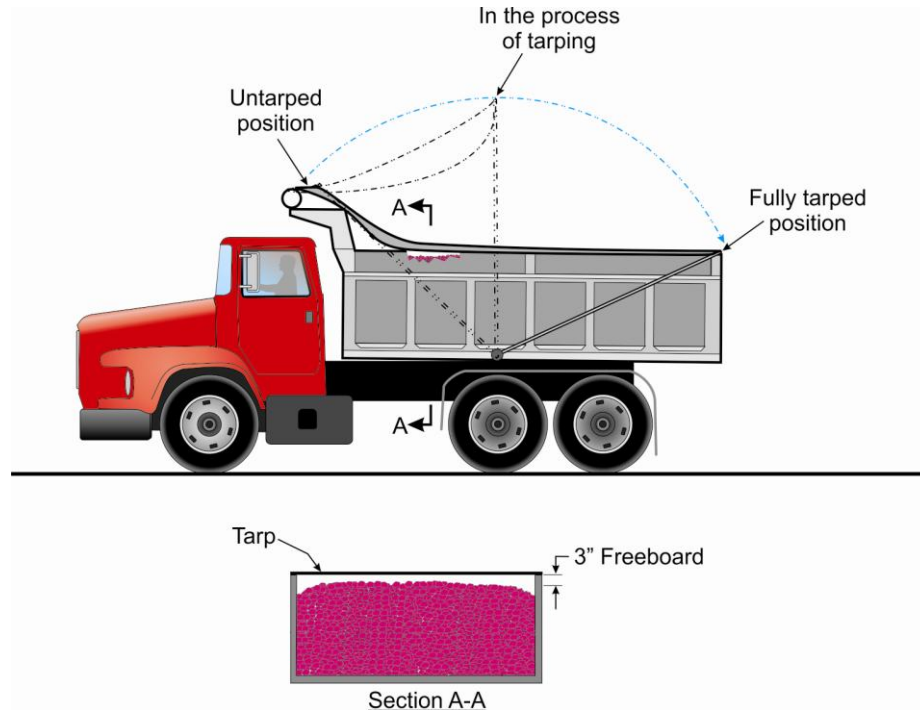 In the process
of tarping
Untarped
position
A
Fully tarped
position
A
Tarp
3” Freeboard
Section A-A